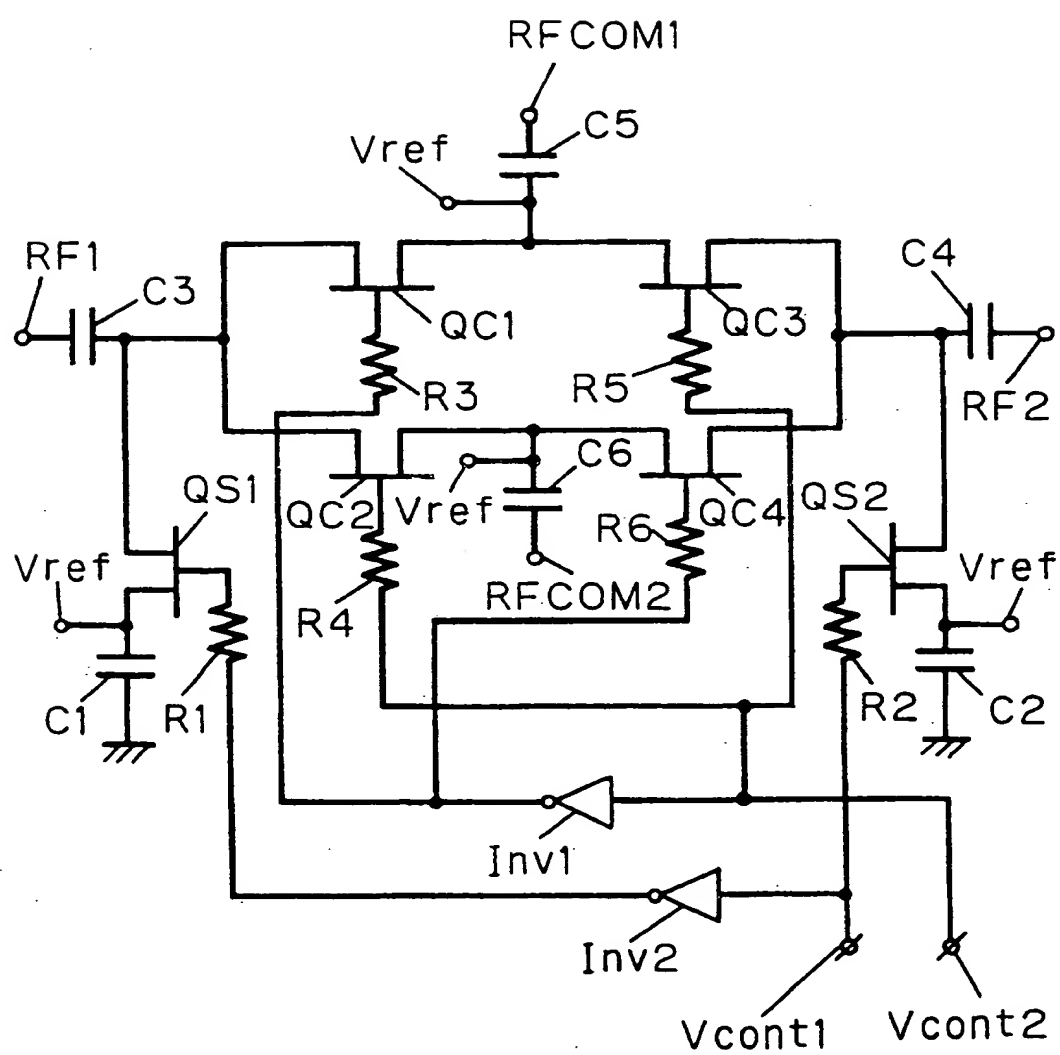 RFCOM1
C5
Vref
RF1
C3
C4
QC1
QC3
R3
R5
RF2
C6
QS1
QC2
Vref
R6
QC4
QS2
Vref
Vref
R4
RFCOM2
C1
R1
R2
C2
Inv1
Inv2
Vcont1
Vcont2